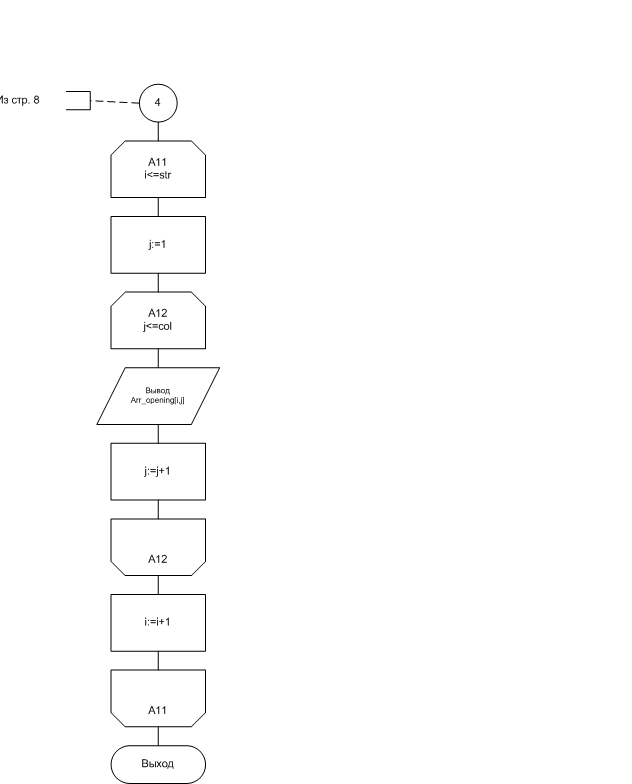 Из стр. 8
4
A11
i<=str
j:=1
A12
j<=col
Вывод
Arr_opening[i,j]
j:=j+1
A12
i:=i+1
A11
Выход